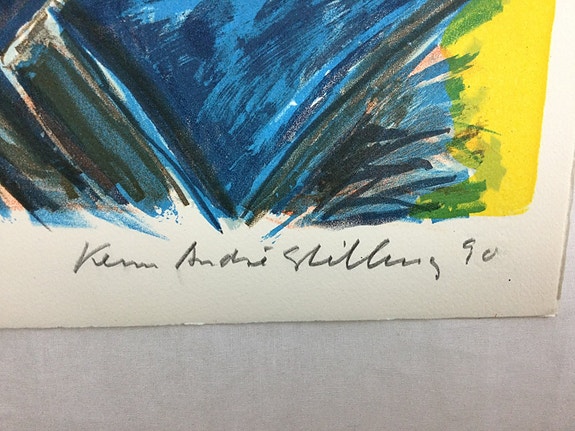 Kenn André Stilling 90